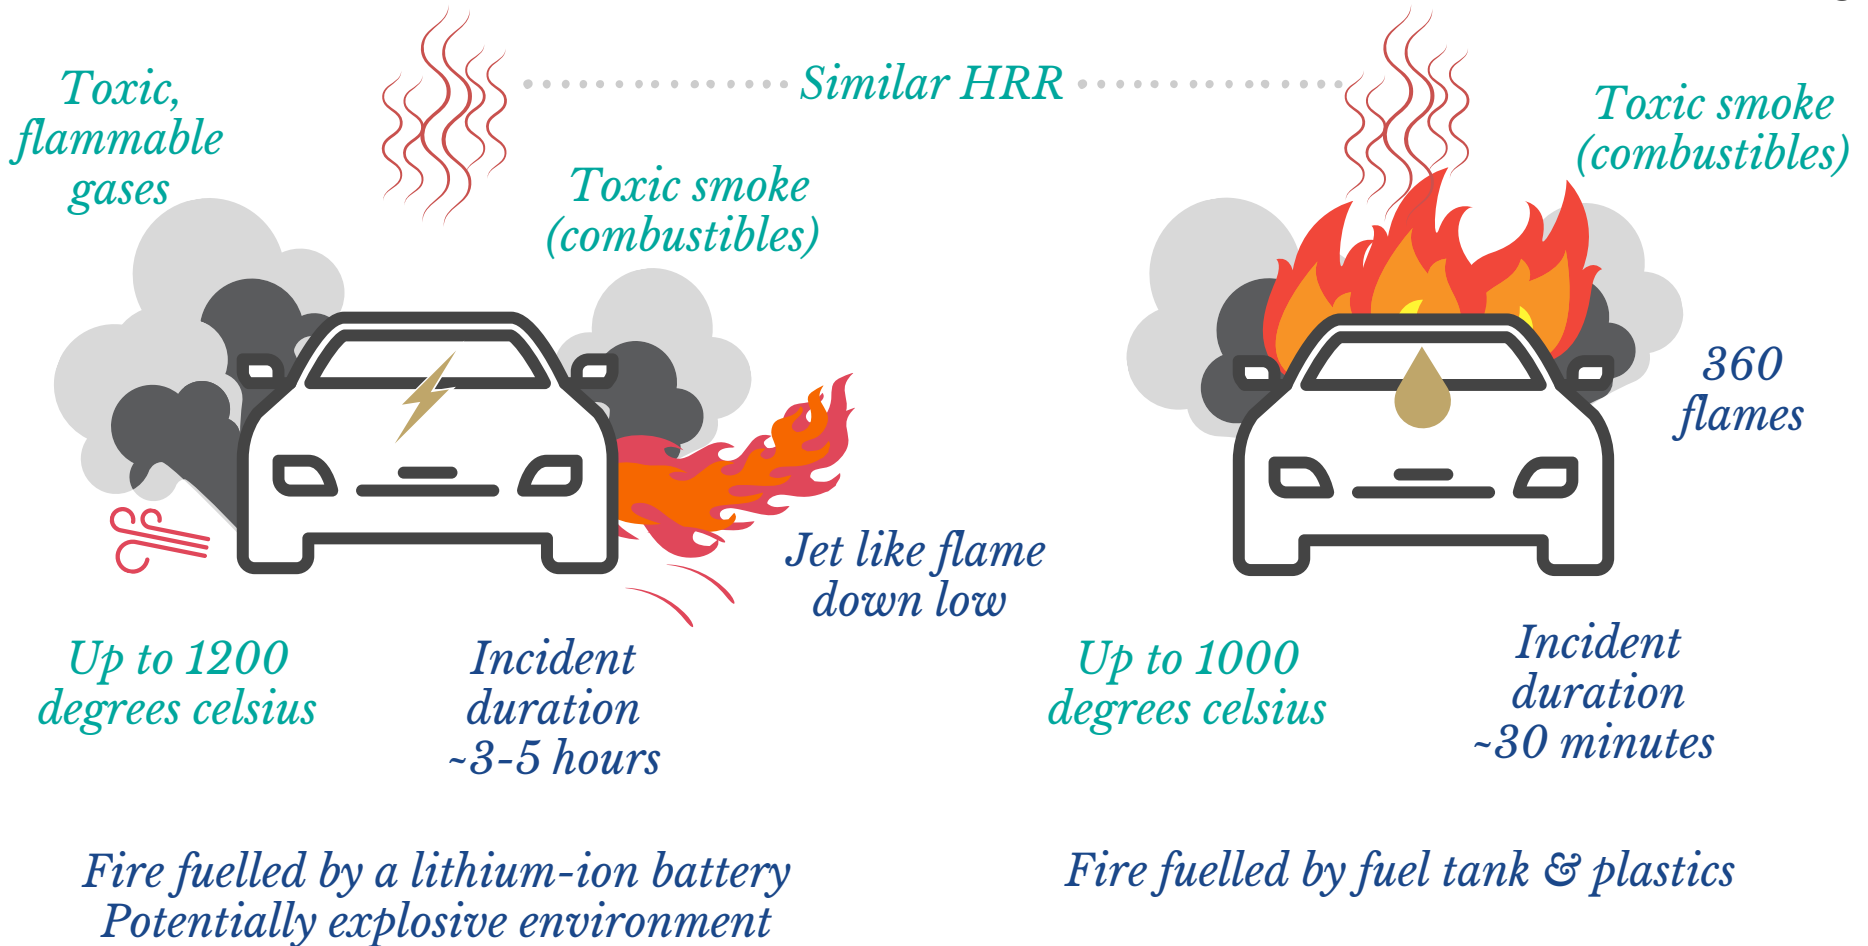 Similar HRR
Toxic,
flammable
gases
Toxic smoke
(combustibles)
Jet like flame
down low
Up to 1200
degrees celsius
Incident
duration
~3-5 hours
Fire fuelled by a lithium-ion battery
Potentially explosive environment
Toxic smoke
(combustibles)
360
flames
Up to 1000
degrees celsius
Incident
duration
~30 minutes
Fire fuelled by fuel tank & plastics